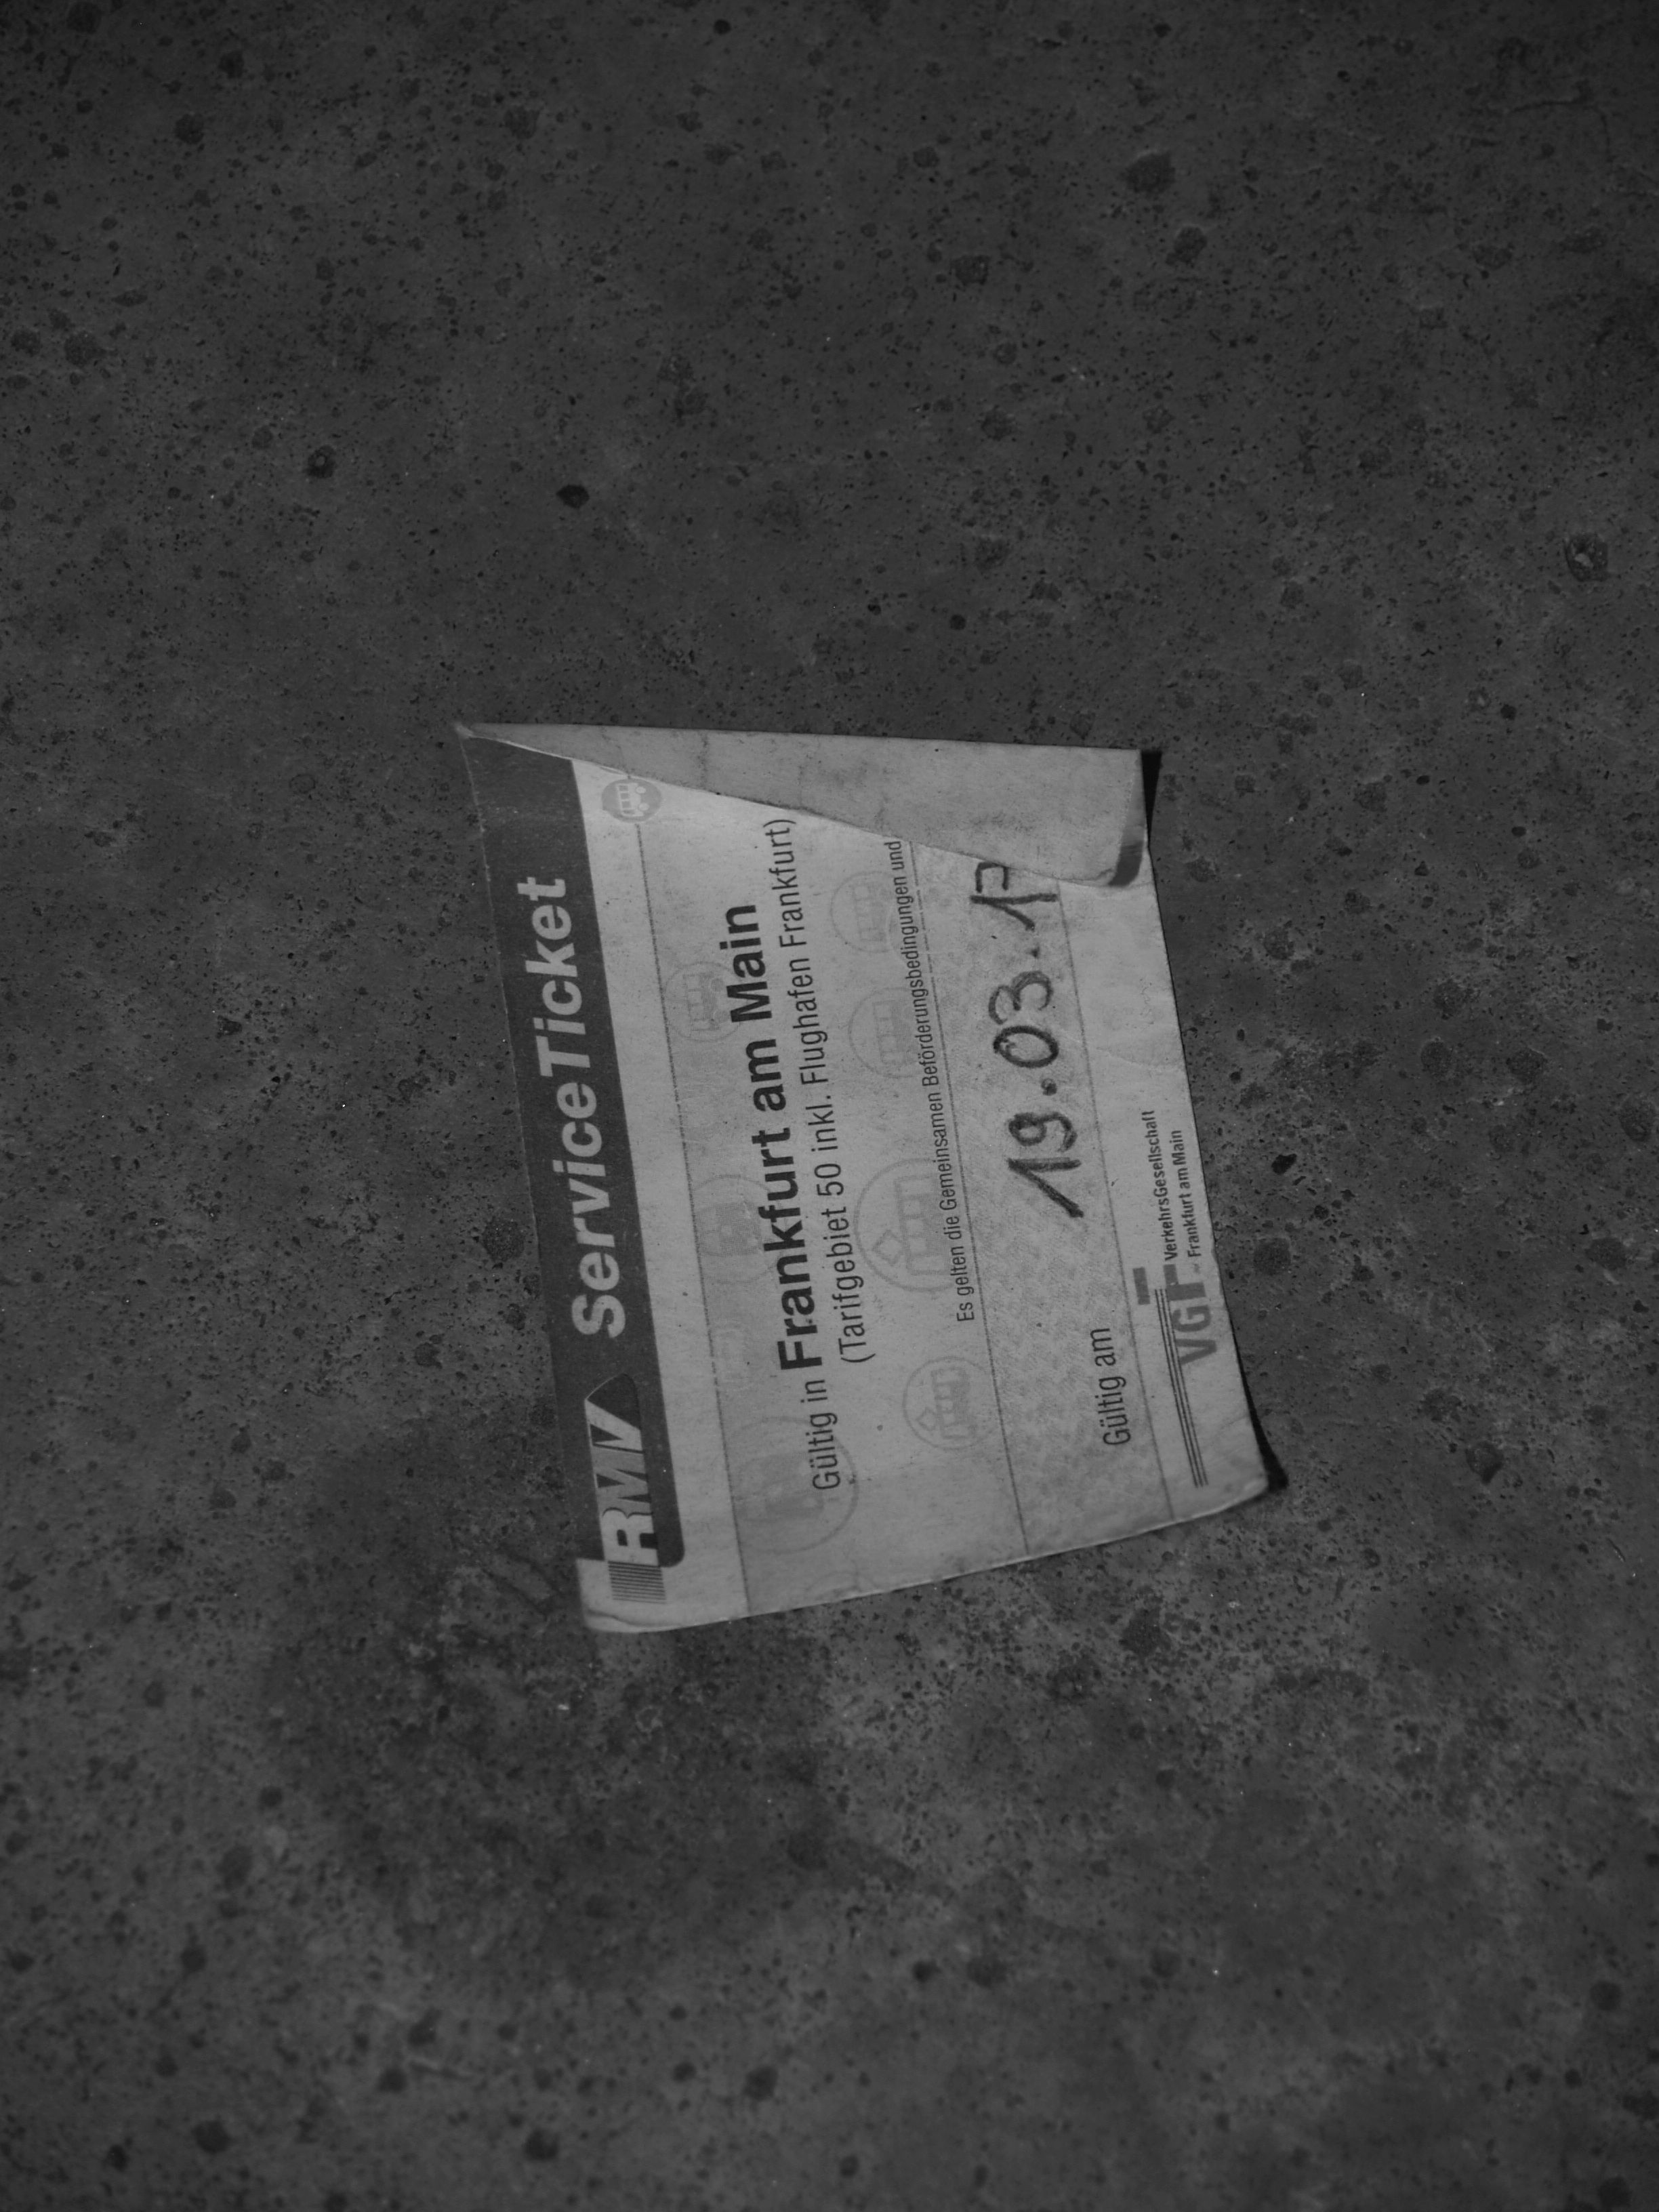 RMV ServiceTicket
Gültig in Frankfurt am Main
(Tarifgebiet 50 inkl. Flughafen Frankfurt)
Es gelten die Gemeinsamen Beförderungsbedingungen und
19.03.17
Gültig am
VGF VerkehrsGesellschaft
Frankfurt am Main